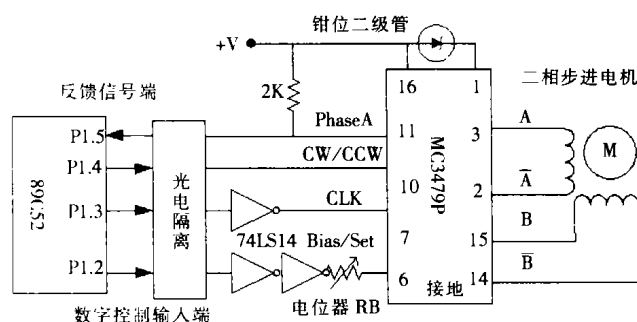 钳位二级管
+V
16
1
二相步进电机
反馈信号端
2K
PhaseA
11
3
A
M
P1.5
P1.4
CW/CCW
10
MC3479P
2
A̅
89C52
光电隔离
P1.3
CLK
7
B
15
74LS14
Bias/Set
B̅
P1.2
6
14
电位器 RB
接地
数字控制输入端